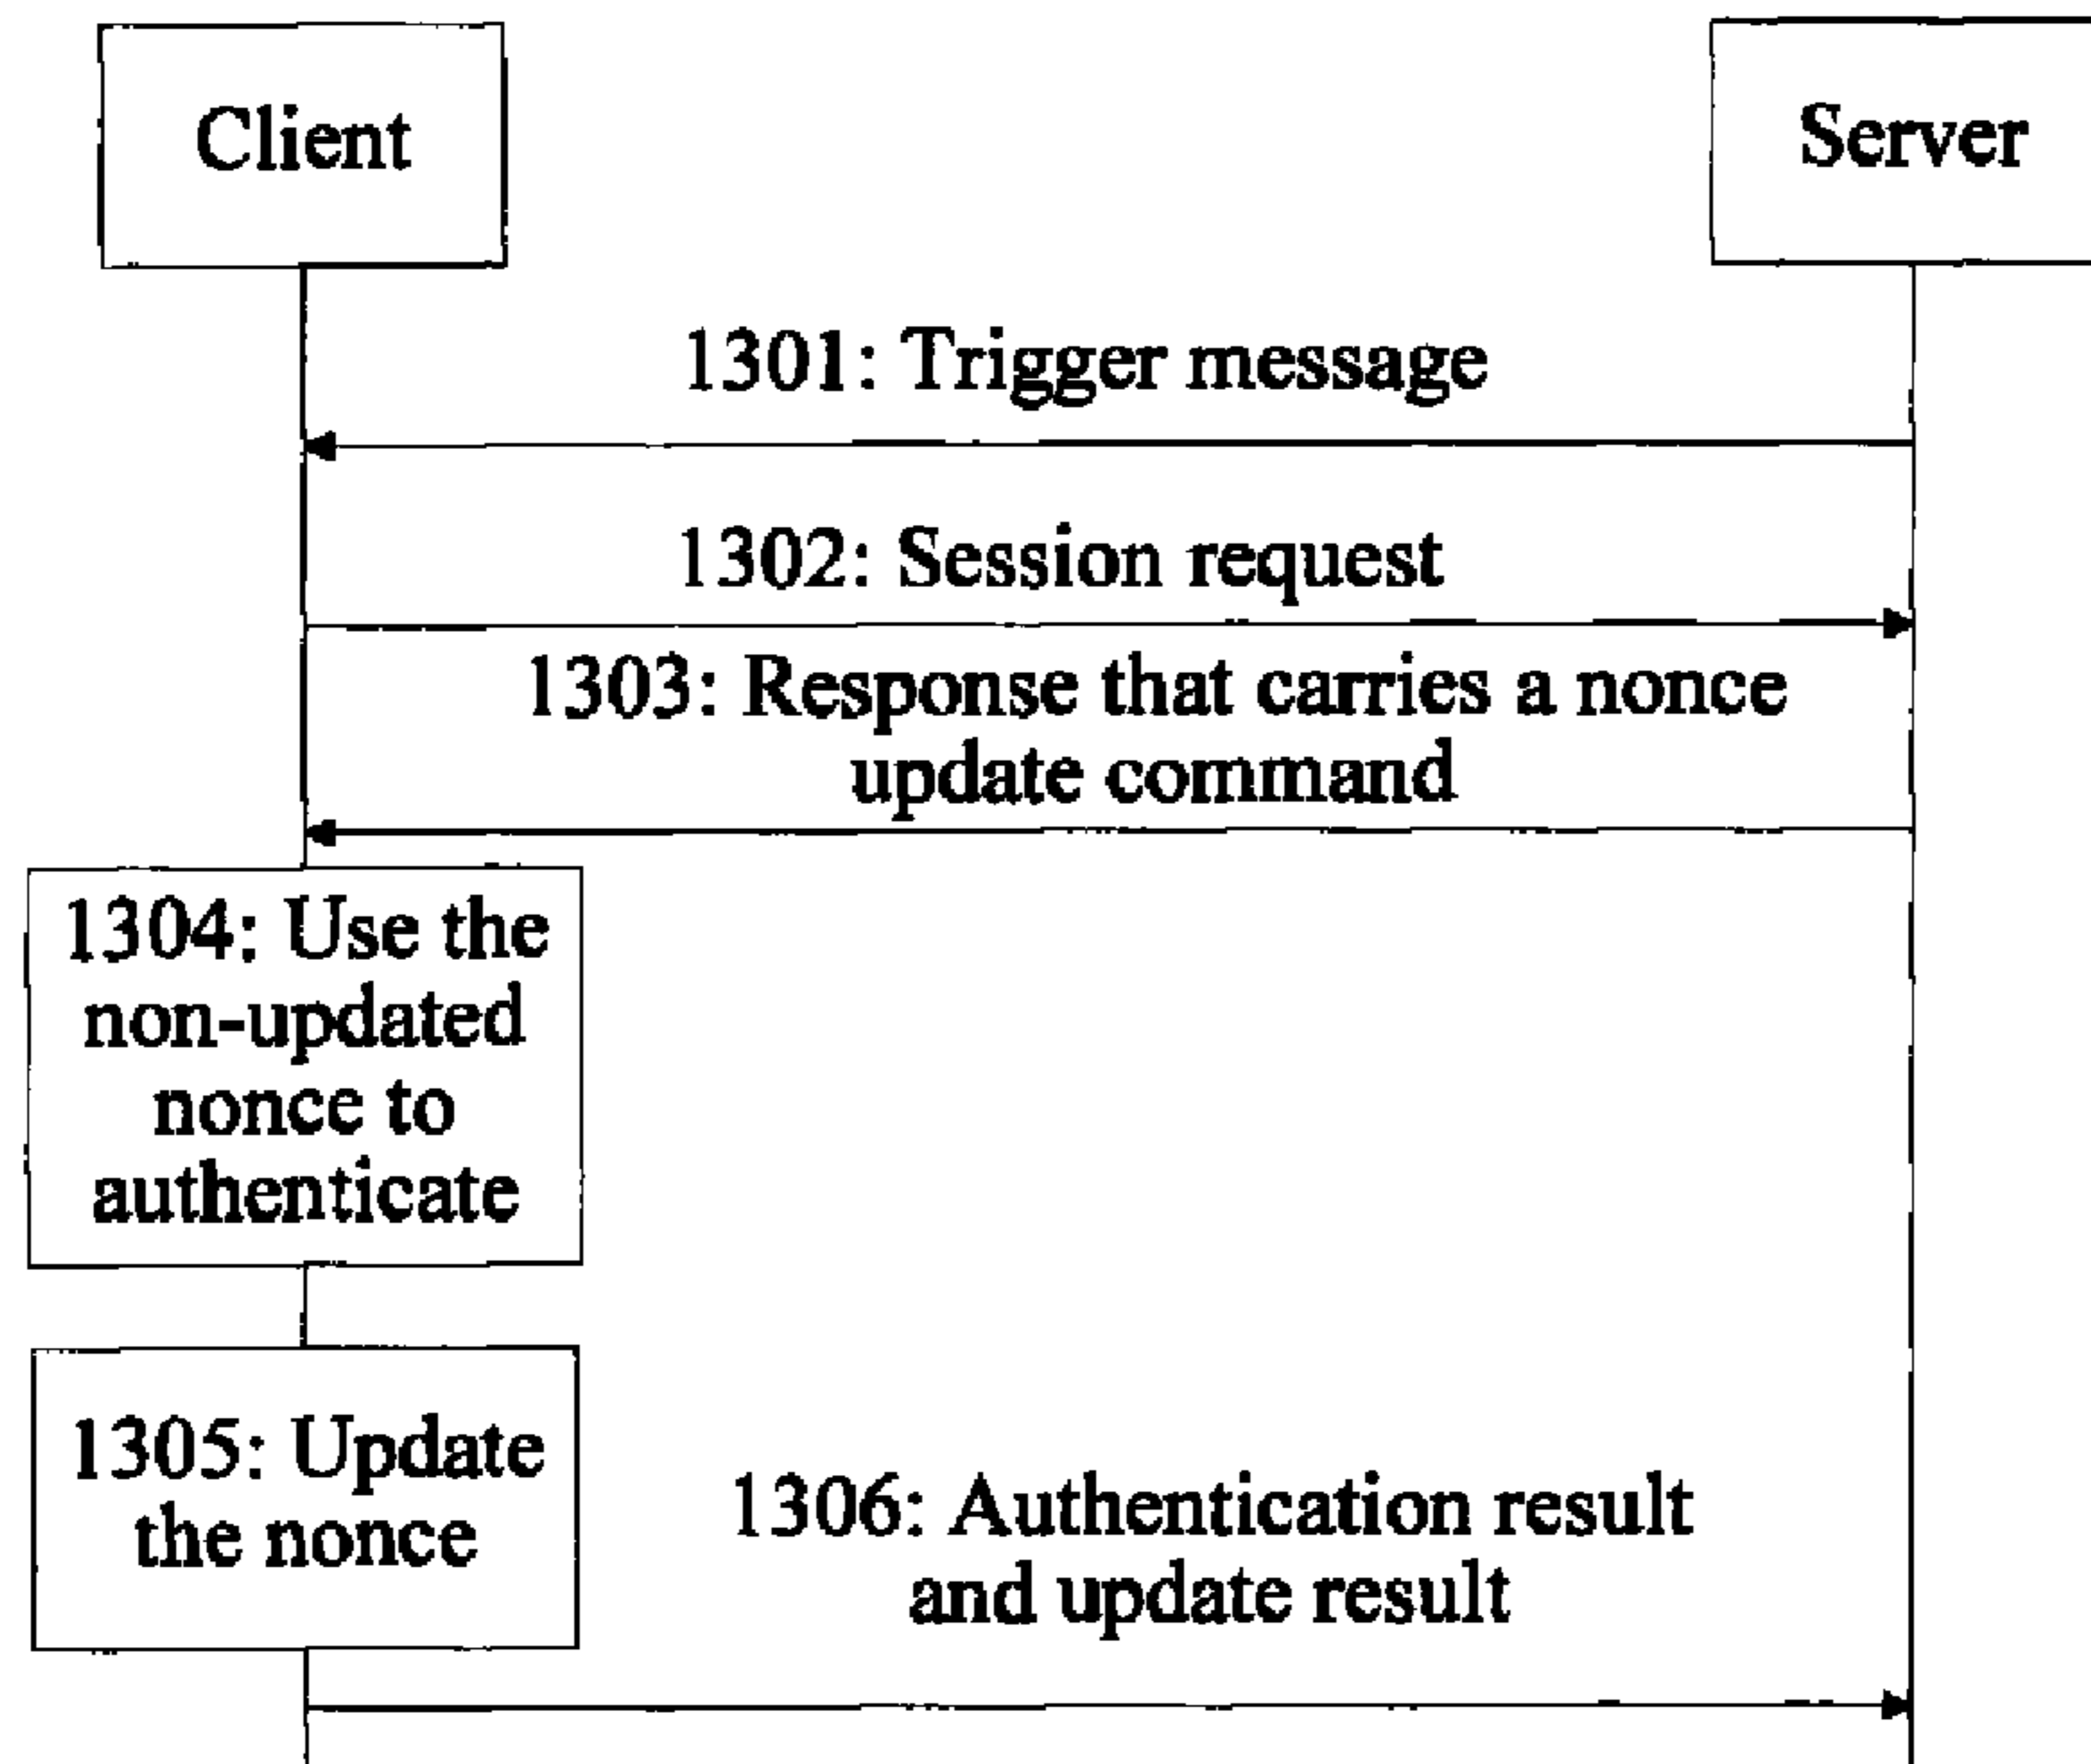 Client
Server
1301: Trigger message
1302: Session request
1303: Response that carries a nonce
update command
1304: Use the
non-updated
nonce to
authenticate
1305: Update
the nonce
1306: Authentication result
and update result